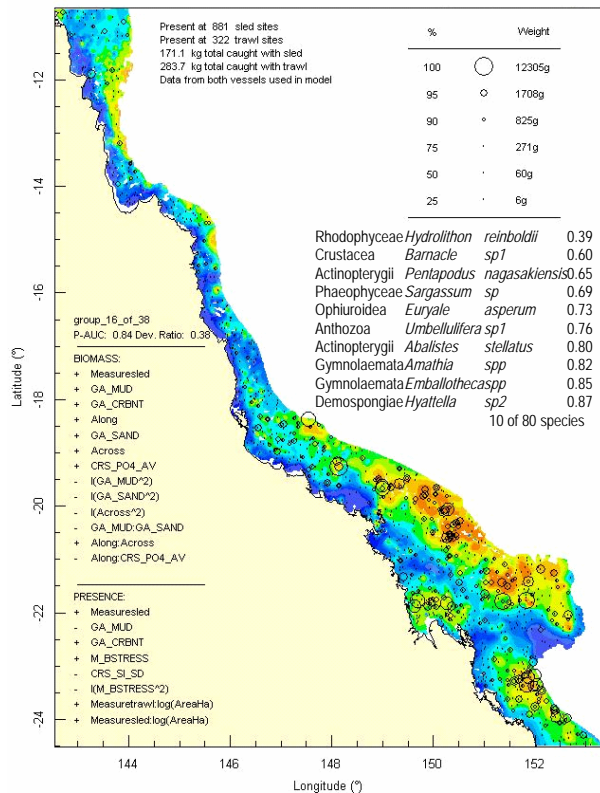 Present at 881 sled sites
Present at 322 trawl sites
171.1 kg total caught with sled
283.7 kg total caught with trawl
Data from both vessels used in model
% Weight
100 12305g
95 1708g
90 825g
75 271g
50 60g
25 6g
Rhodophyceae Hydrolithon reinboldii 0.39
Crustacea Barnacle sp1 0.60
Actinopterygii Pentapodus nagasakiensis 0.65
Phaeophyceae Sargassum sp 0.69
Ophiuroidea Euryale asperum 0.73
Anthozoa Umbellulifera sp1 0.76
Actinopterygii Abalistes stellatus 0.80
Gymnolaemata Amathia spp 0.82
Gymnolaemata Emballotheca spp 0.85
Demospongiae Hyattella sp2 0.87
10 of 80 species
group_16_of_38
P-AUC: 0.84 Dev. Ratio: 0.38
BIOMASS:
+ Measuresled
+ GA_MUD
+ GA_CRBNT
+ Along
+ GA_SAND
+ Across
+ CRS_PO4_AV
- I(GA_MUD^2)
- I(GA_SAND^2)
- I(Across^2)
- GA_MUD:GA_SAND
+ Along:Across
- Along:CRS_PO4_AV
PRESENCE:
+ Measuresled
- GA_MUD
+ GA_CRBNT
+ M_BSTRESS
- CRS_SI_SD
- I(M_BSTRESS^2)
+ Measuretrawl:log(AreaHa)
+ Measuresled:log(AreaHa)
Latitude (°)
-12
-14
-16
-18
-20
-22
-24
144 146 148 150 152
Longitude (°)